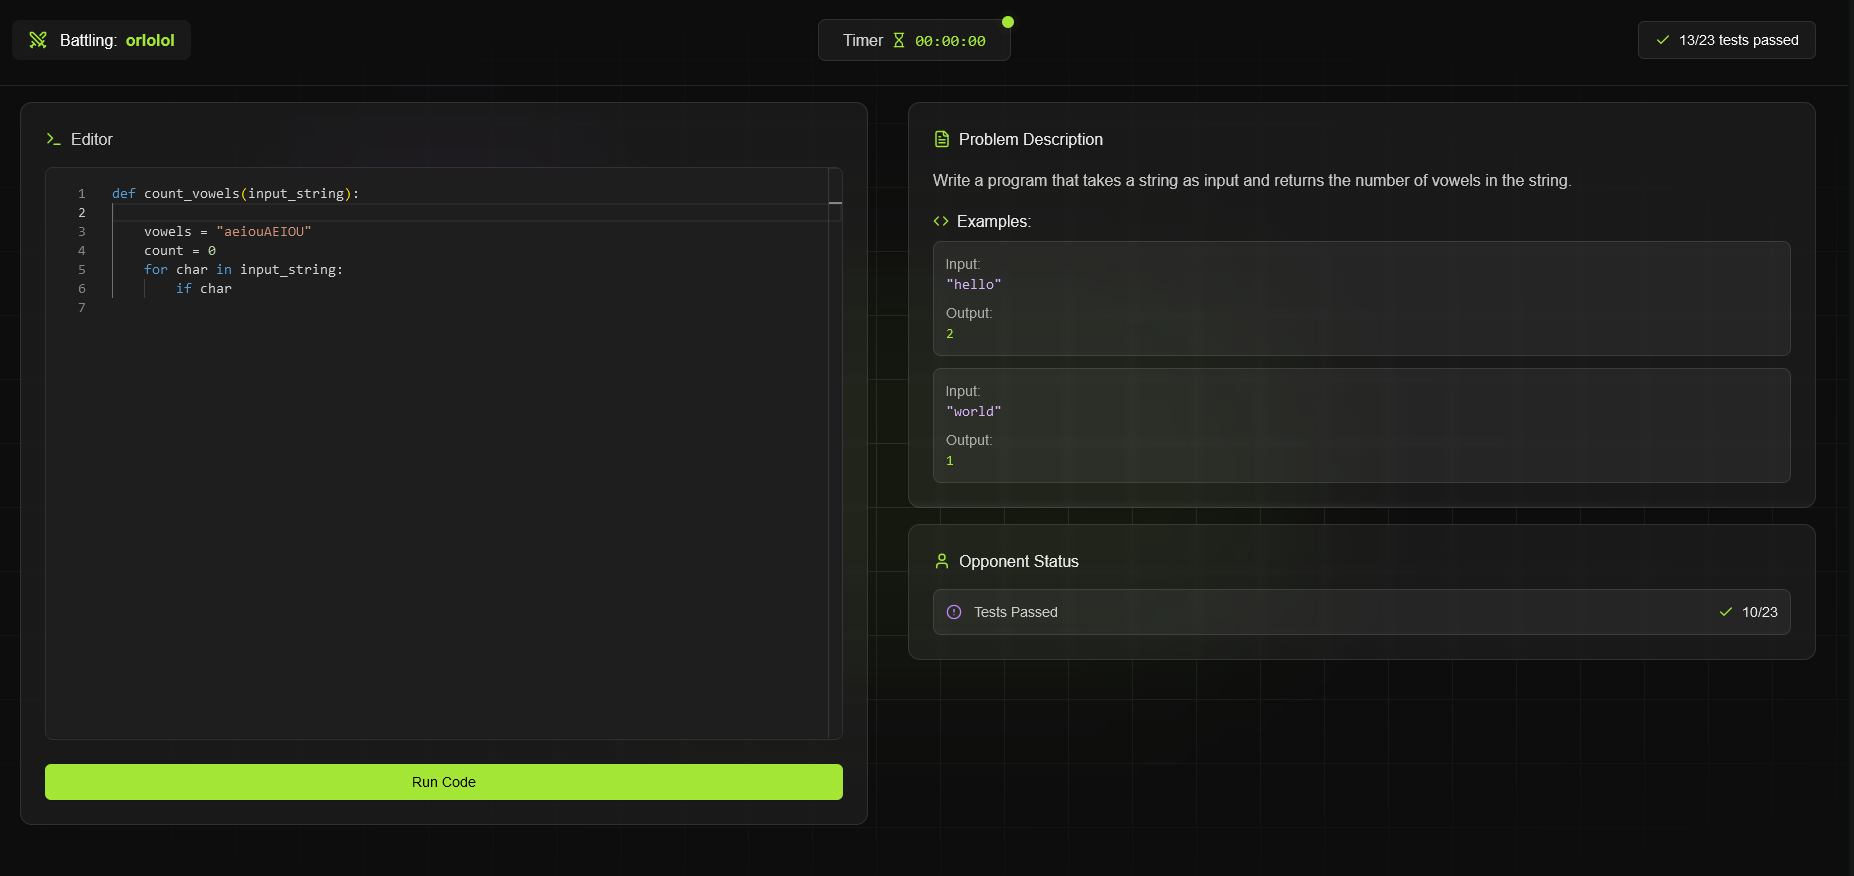 Battling: orlolol
Timer 00:00:00
13/23 tests passed
Editor
1 def count_vowels(input_string):
2
3     vowels = "aeiouAEIOU"
4     count = 0
5     for char in input_string:
6         if char
7
Run Code
Problem Description
Write a program that takes a string as input and returns the number of vowels in the string.
Examples:
Input:
"hello"
Output:
2
Input:
"world"
Output:
1
Opponent Status
Tests Passed 10/23